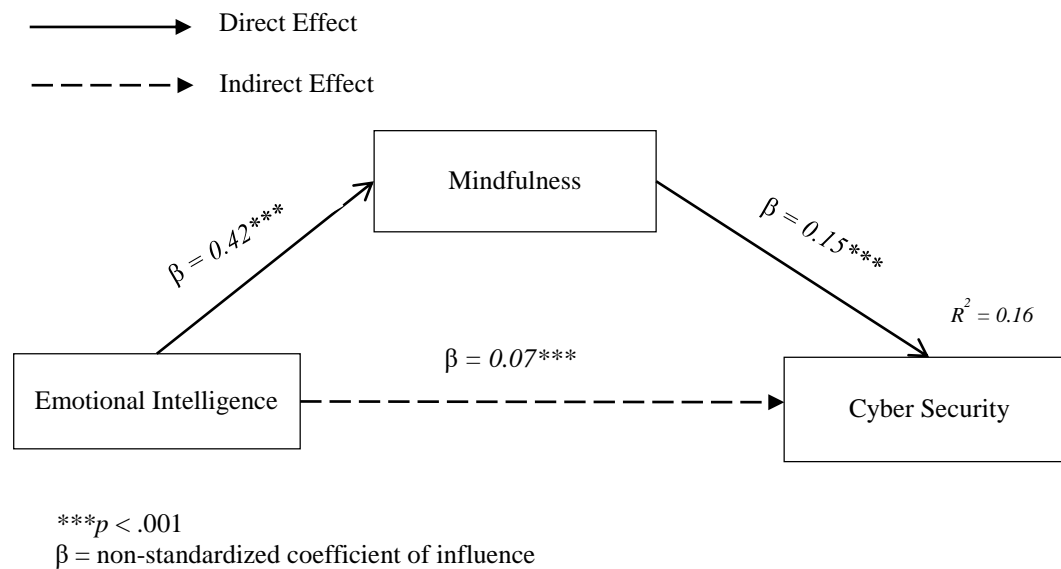 Direct Effect
Indirect Effect
Mindfulness
β = 0.42***
β = 0.15***
R² = 0.16
β = 0.07***
Emotional Intelligence
Cyber Security
***p < .001
β = non-standardized coefficient of influence